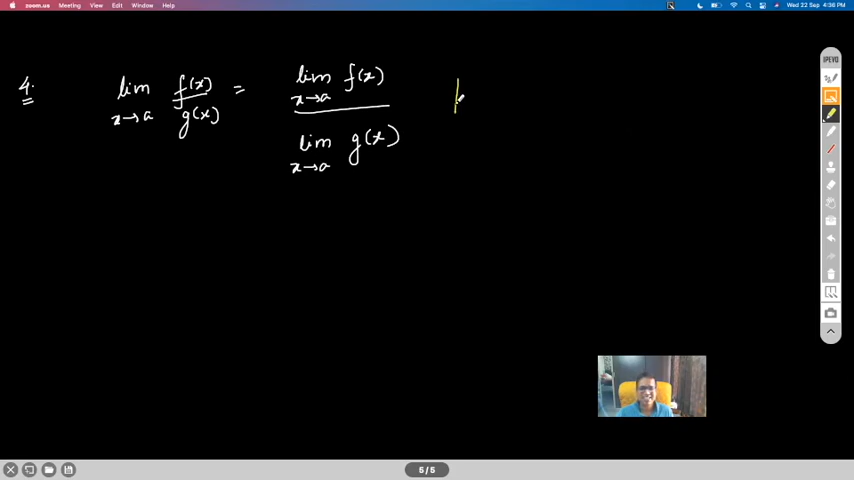 zoom.us Meeting View Edit Window Help Wed 22 Sep 4:36 PM
IPEVO
4. lim x→a f(x)/g(x) = lim x→a f(x) / lim x→a g(x)
5/5